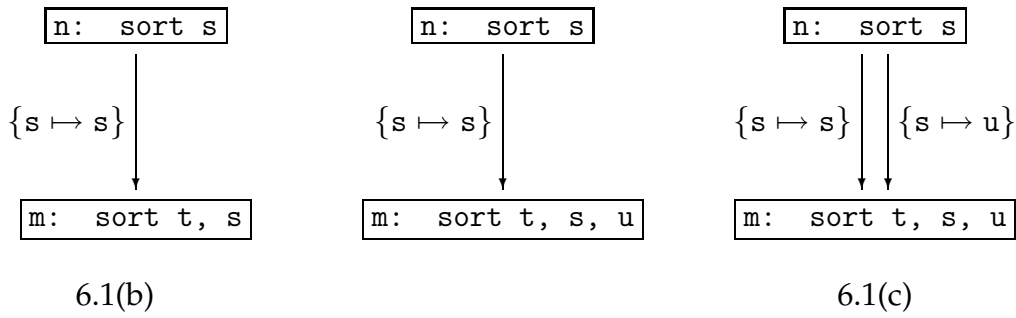 n: sort s n: sort s n: sort s
{s ↦ s} {s ↦ s} {s ↦ s} {s ↦ u}
m: sort t, s m: sort t, s, u m: sort t, s, u
6.1(b) 6.1(c)